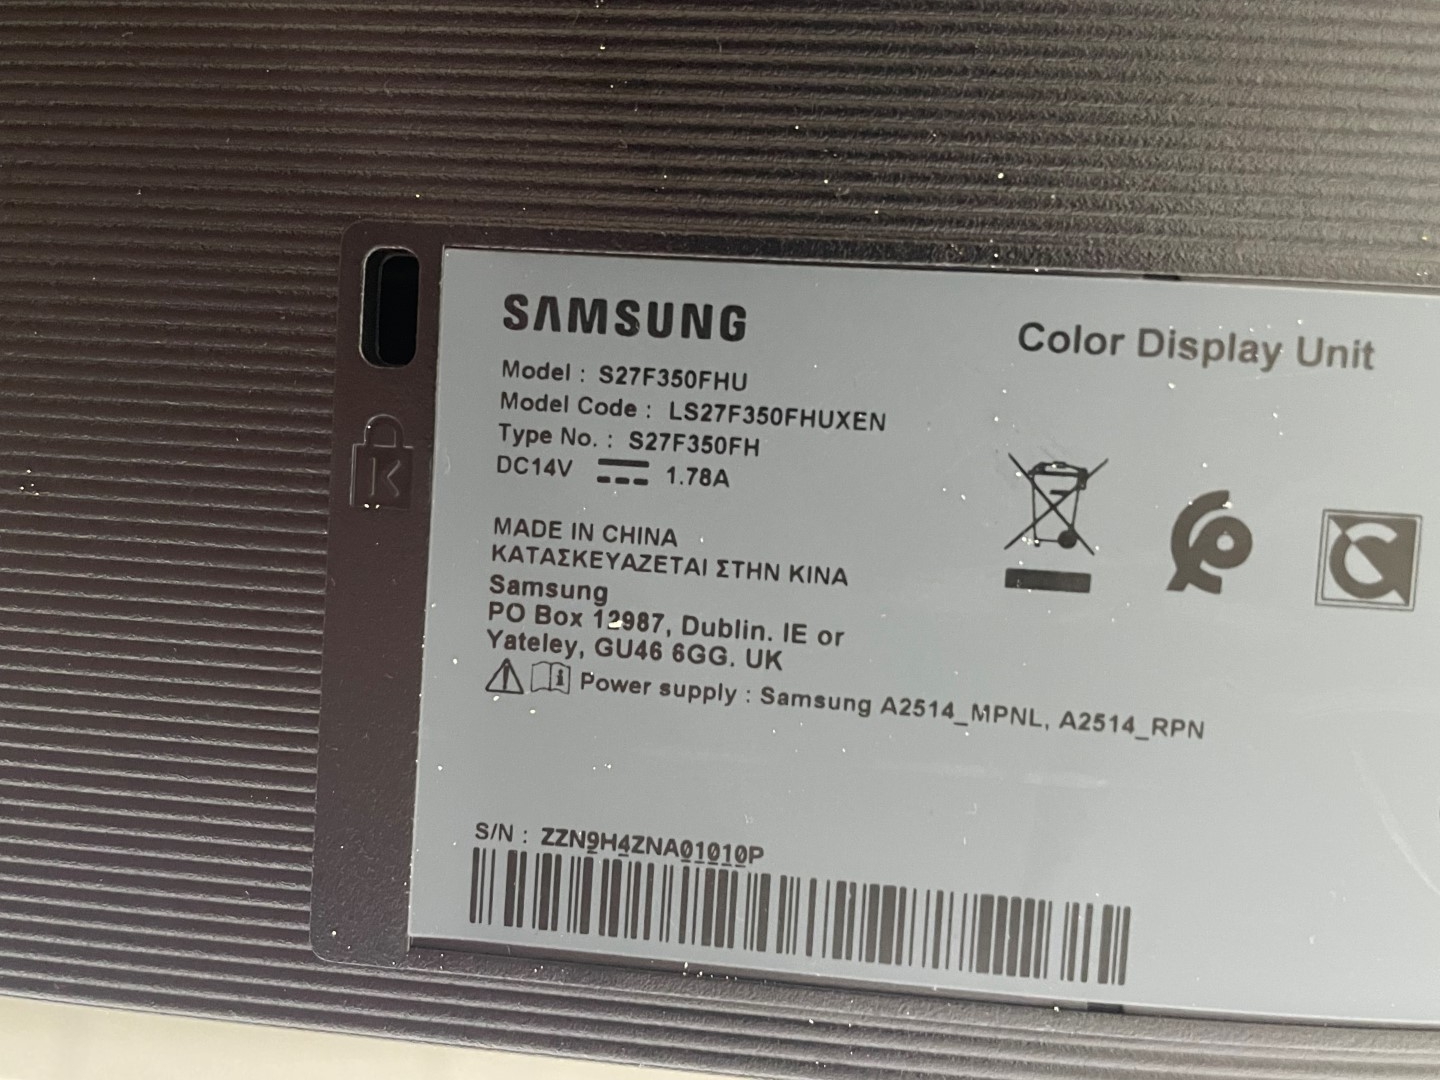 SAMSUNG
Color Display Unit
Model : S27F350FHU
Model Code : LS27F350FHUXEN
Type No. : S27F350FH
DC14V 1.78A
MADE IN CHINA
ΚΑΤΑΣΚΕΥΑΖΕΤΑΙ ΣΤΗΝ ΚΙΝΑ
Samsung
PO Box 12987, Dublin. IE or
Yateley, GU46 6GG. UK
Power supply : Samsung A2514_MPNL, A2514_RPN
S/N : ZZN9H4ZNA01010P